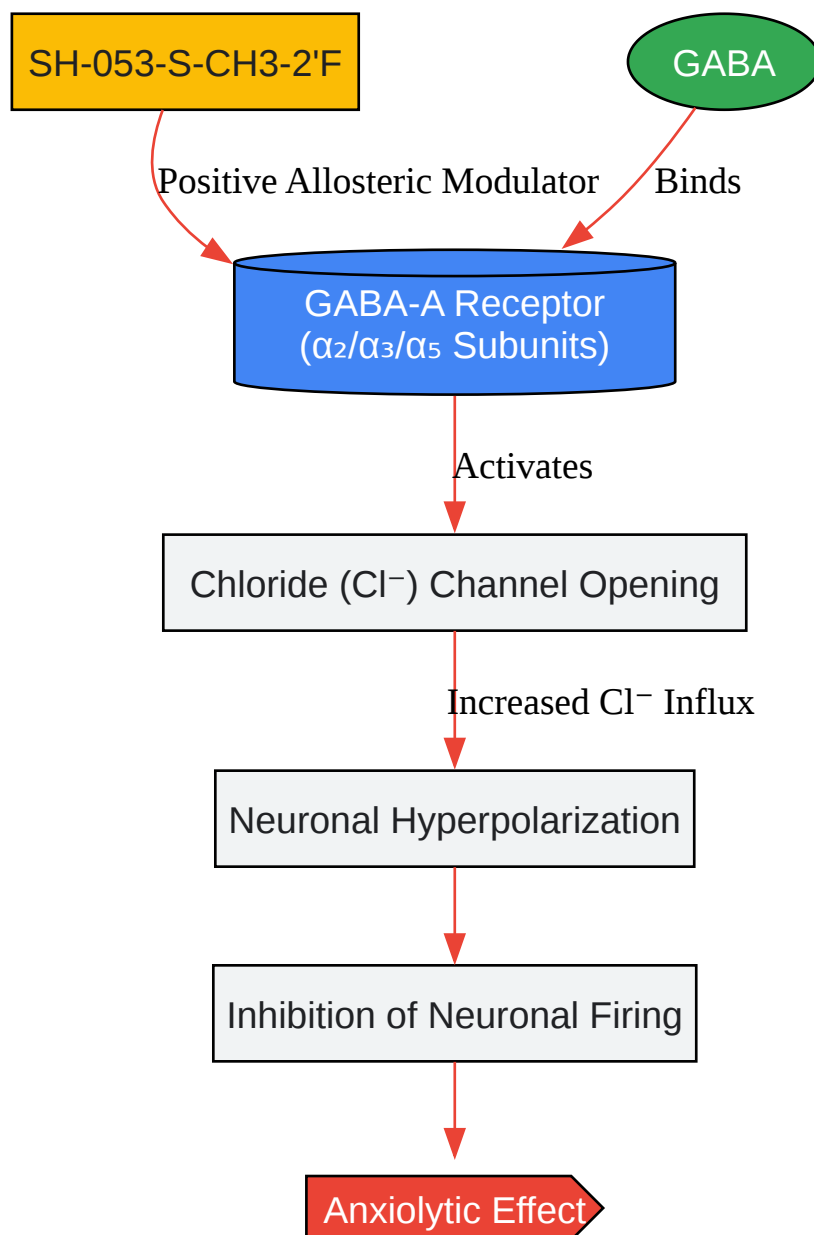 SH-053-S-CH3-2'F
GABA
Positive Allosteric Modulator
Binds
GABA-A Receptor
(α₂/α₃/α₅ Subunits)
Activates
Chloride (Cl⁻) Channel Opening
Increased Cl⁻ Influx
Neuronal Hyperpolarization
Inhibition of Neuronal Firing
Anxiolytic Effect